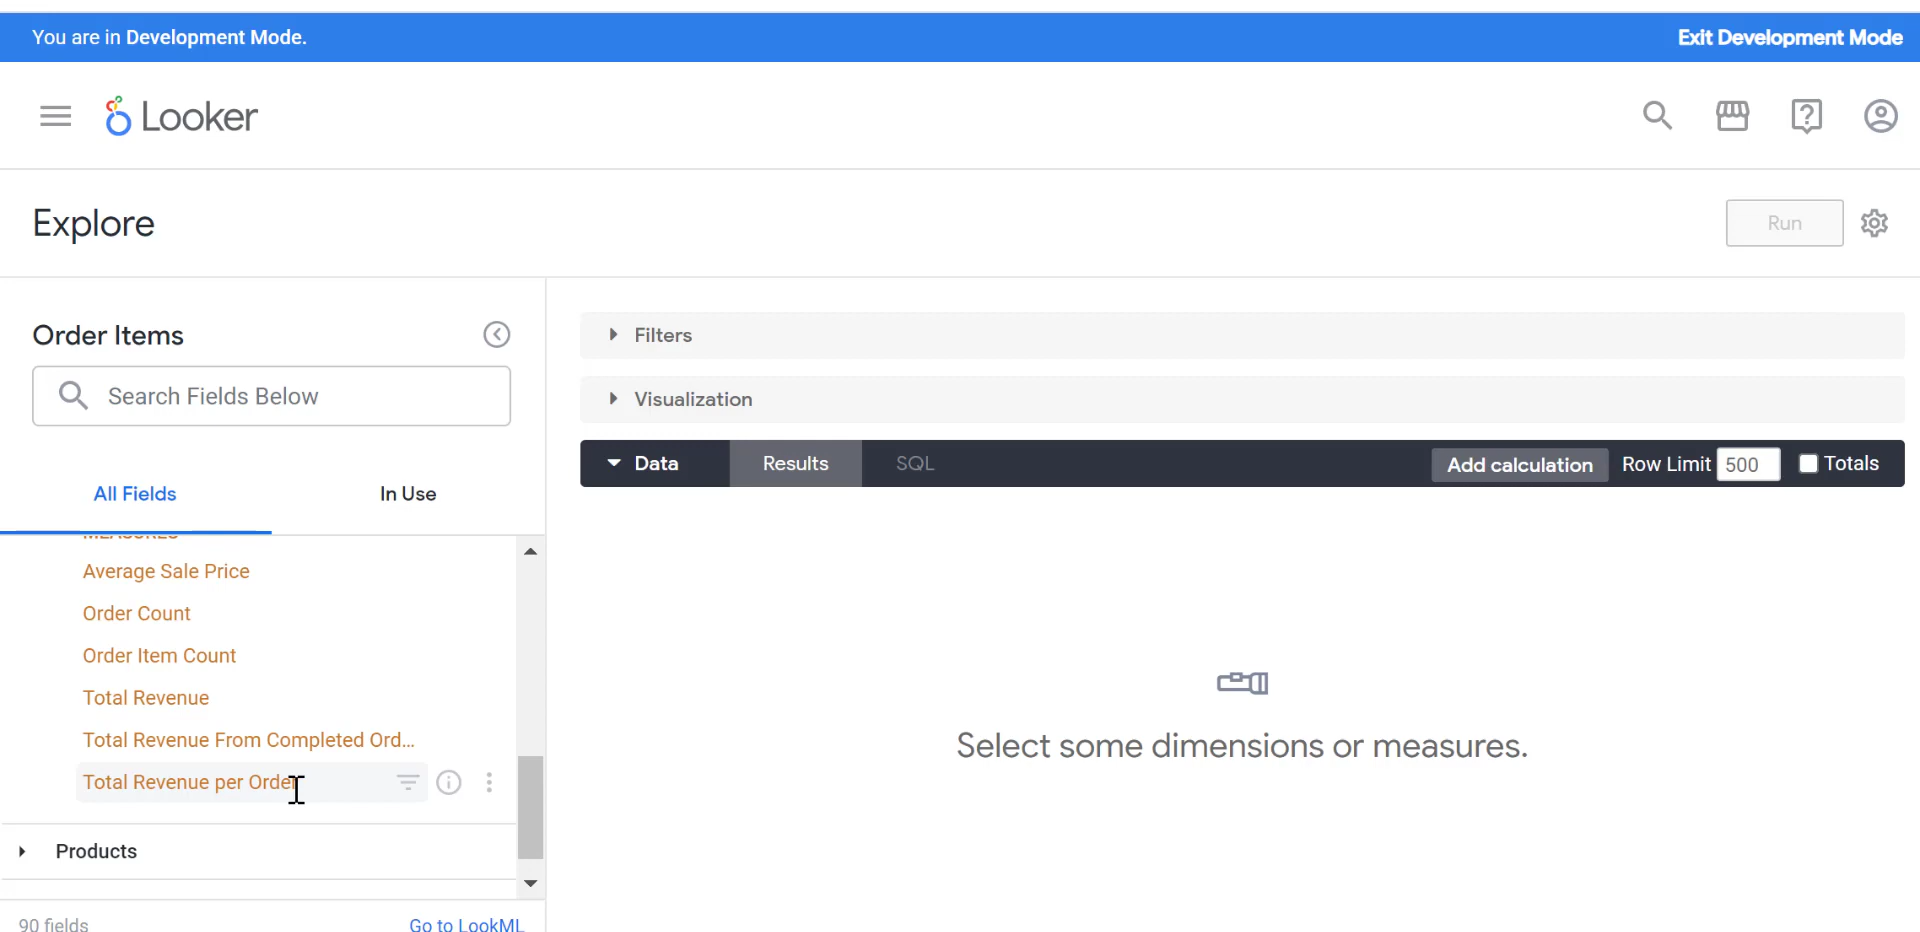 You are in Development Mode.
Exit Development Mode
Looker
Explore
Run
Order Items
Search Fields Below
All Fields
In Use
MEASURES
Average Sale Price
Order Count
Order Item Count
Total Revenue
Total Revenue From Completed Ord...
Total Revenue per Order
Products
90 fields
Go to LookML
Filters
Visualization
Data
Results
SQL
Add calculation
Row Limit
500
Totals
Select some dimensions or measures.